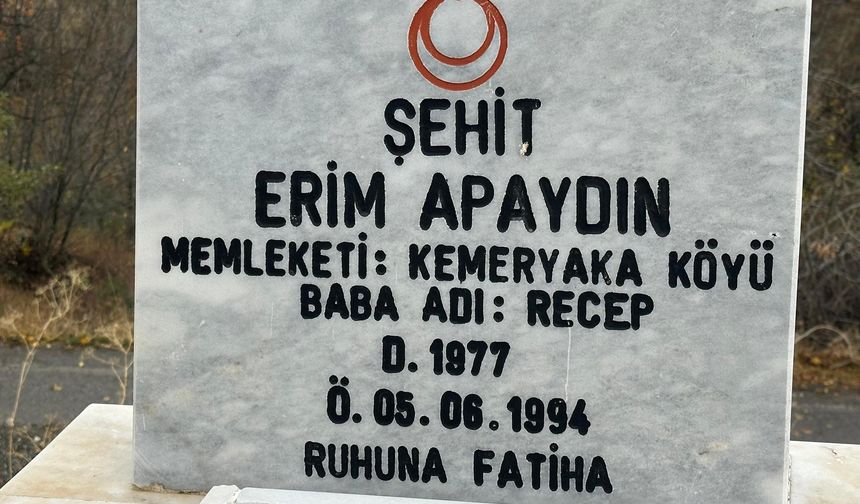 ŞEHİT
ERİM APAYDIN
MEMLEKETİ: KEMERYAKA KÖYÜ
BABA ADI: RECEP
D. 1977
Ö. 05.06.1994
RUHUNA FATİHA